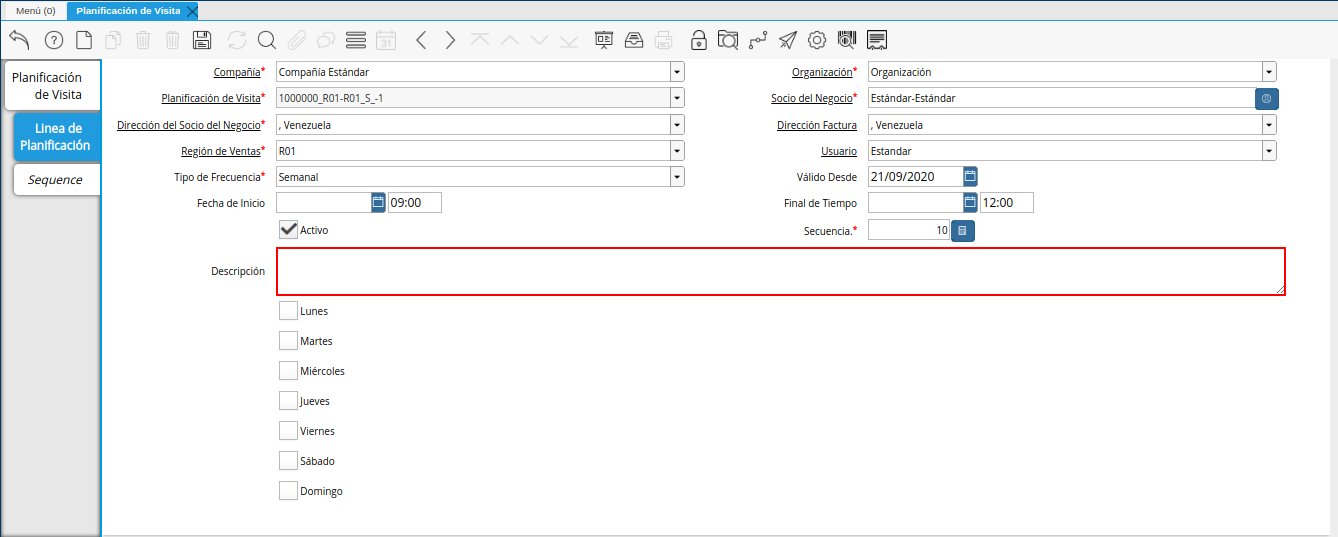 Menú (0)
Planificación de Visita
31
Planificación de Visita
Linea de Planificación
Sequence
Compañía* Compañía Estándar Organización* Organización
Planificación de Visita* 1000000_R01-R01_S_-1 Socio del Negocio* Estándar-Estándar
Dirección del Socio del Negocio* , Venezuela Dirección Factura , Venezuela
Región de Ventas* R01 Usuario Estandar
Tipo de Frecuencia* Semanal Válido Desde 21/09/2020
Fecha de Inicio 09:00 Final de Tiempo 12:00
Activo Secuencia.* 10
Descripción
Lunes
Martes
Miércoles
Jueves
Viernes
Sábado
Domingo